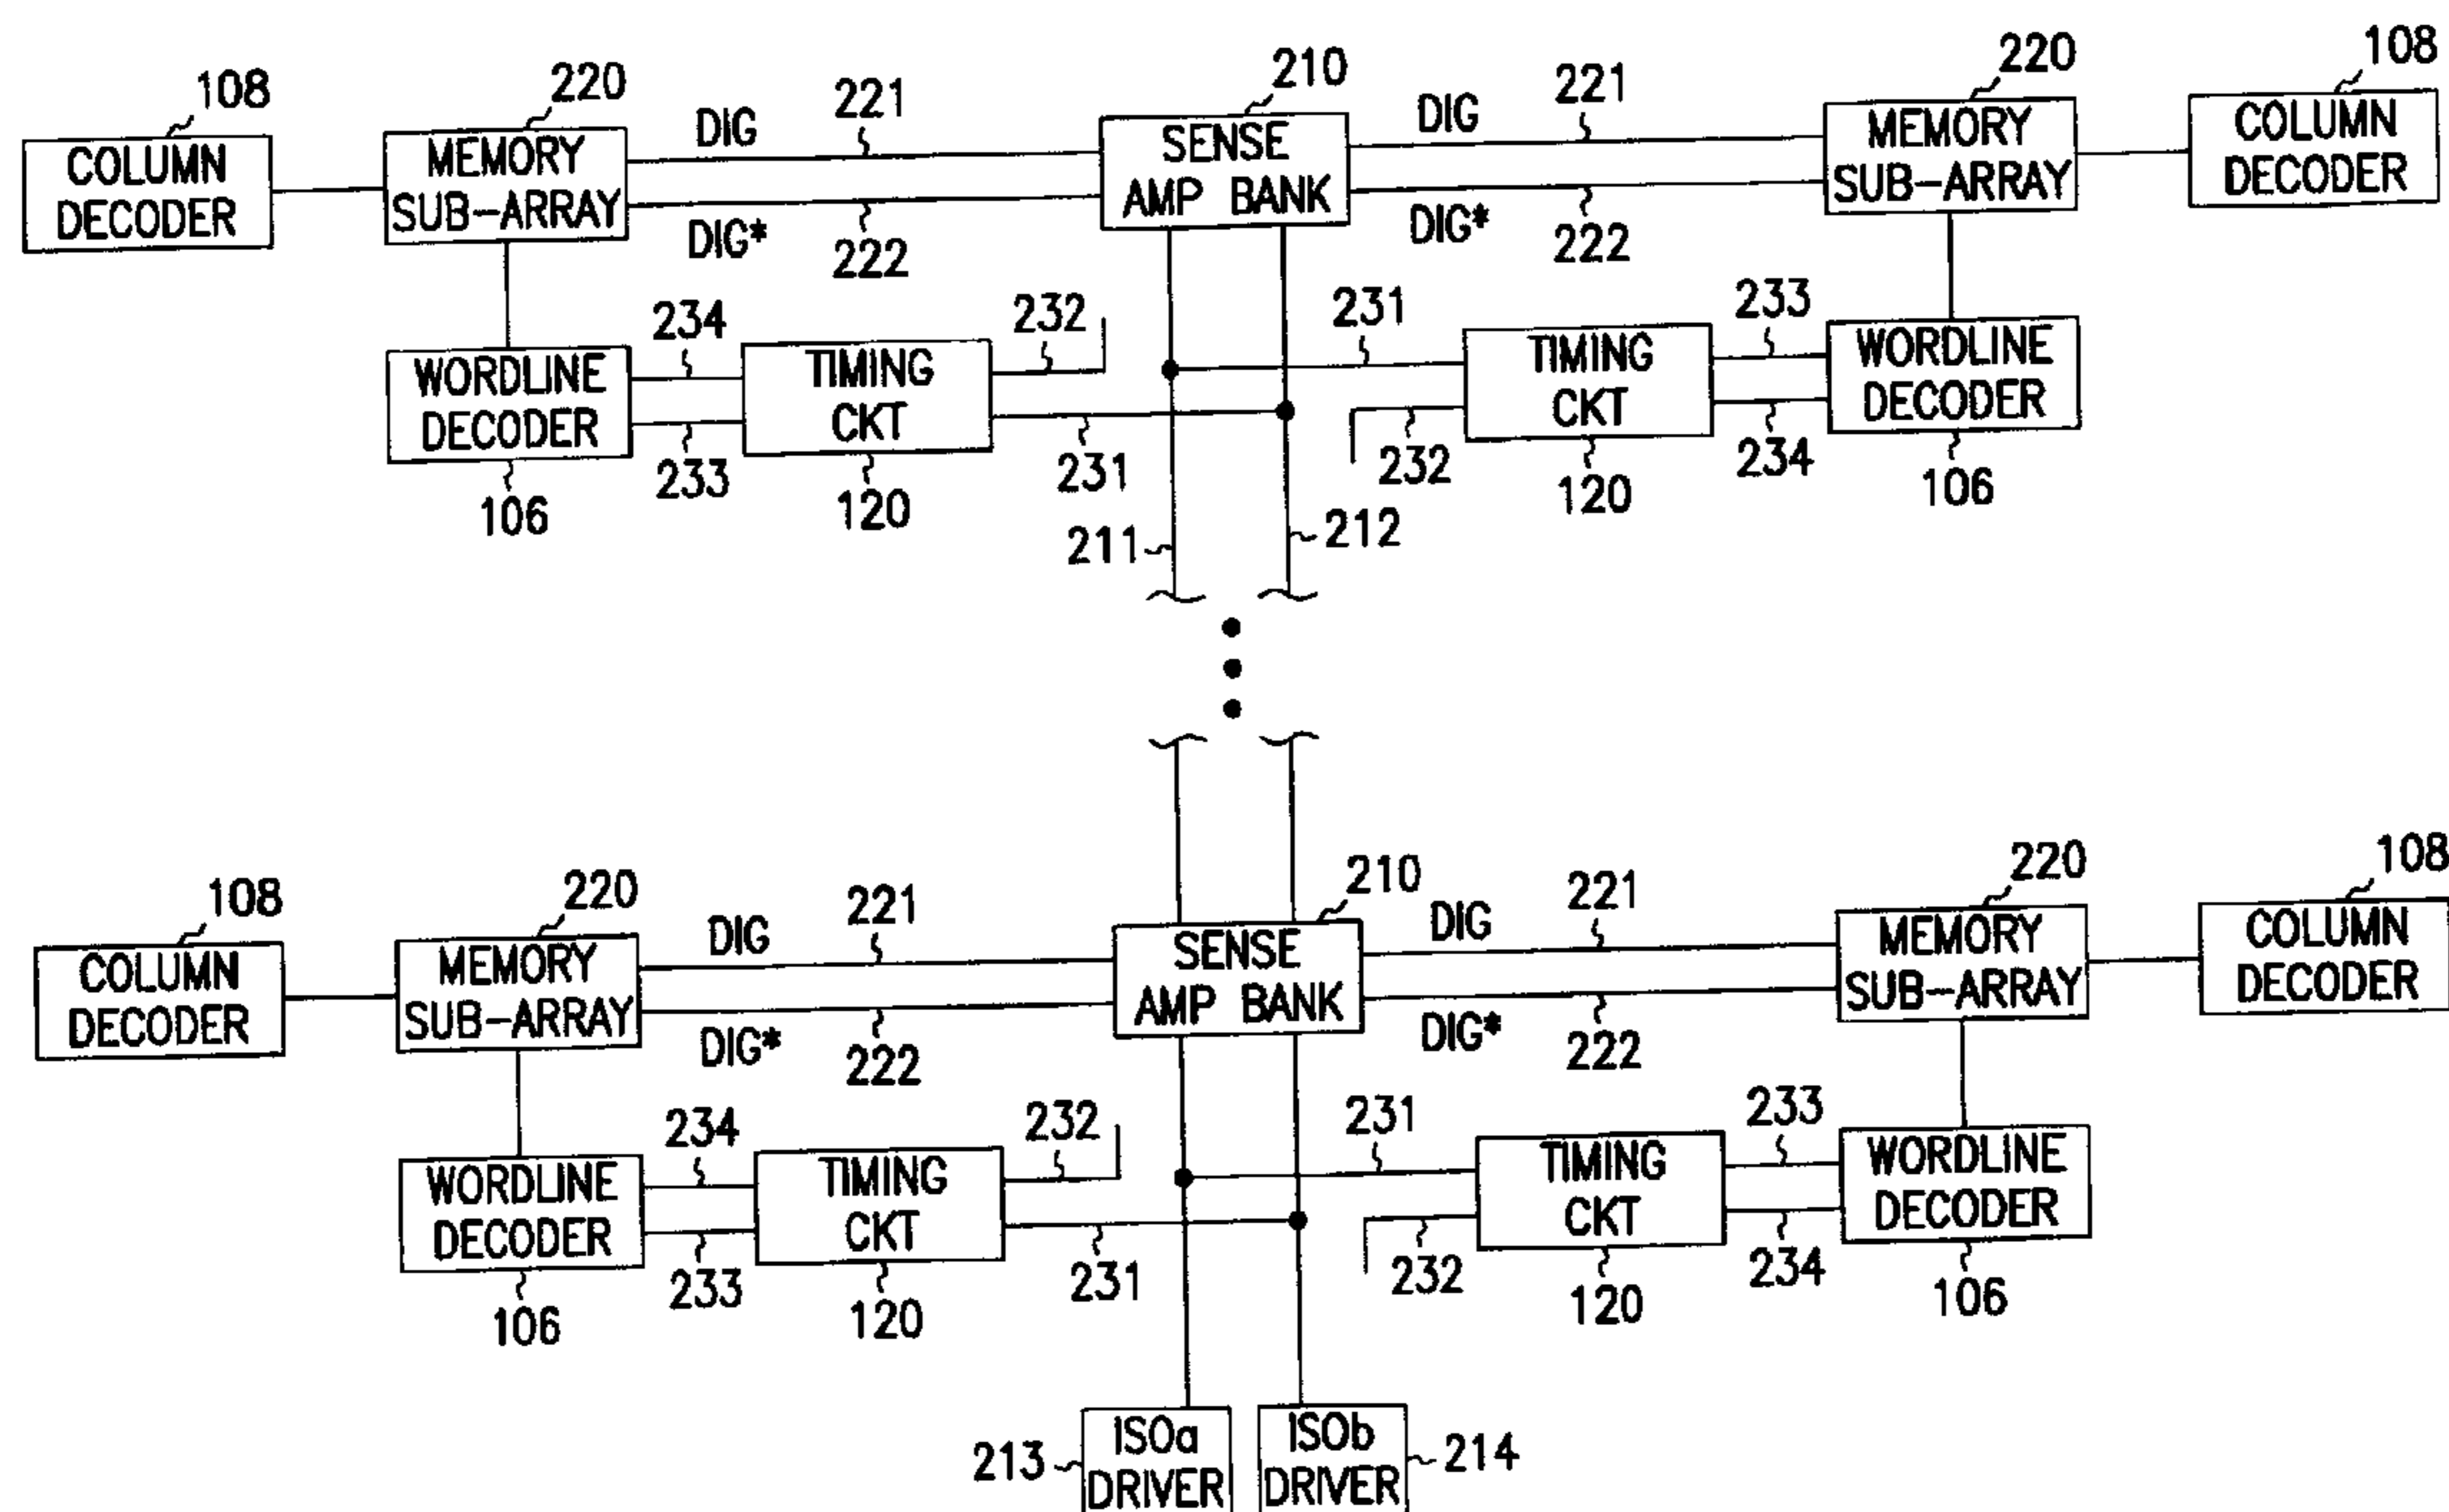 108
220
DIG
221
210
DIG
221
220
108
COLUMN
DECODER
MEMORY
SUB-ARRAY
SENSE
AMP BANK
MEMORY
SUB-ARRAY
COLUMN
DECODER
DIG*
222
DIG*
222
234
232
231
233
WORDLINE
DECODER
TIMING
CKT
TIMING
CKT
WORDLINE
DECODER
233
231
232
234
106
120
211
212
120
106
108
220
DIG
221
210
DIG
221
220
108
COLUMN
DECODER
MEMORY
SUB-ARRAY
SENSE
AMP BANK
MEMORY
SUB-ARRAY
COLUMN
DECODER
DIG*
222
DIG*
222
234
232
231
233
WORDLINE
DECODER
TIMING
CKT
TIMING
CKT
WORDLINE
DECODER
233
231
232
234
106
120
120
106
213
ISOa
DRIVER
ISOb
DRIVER
214